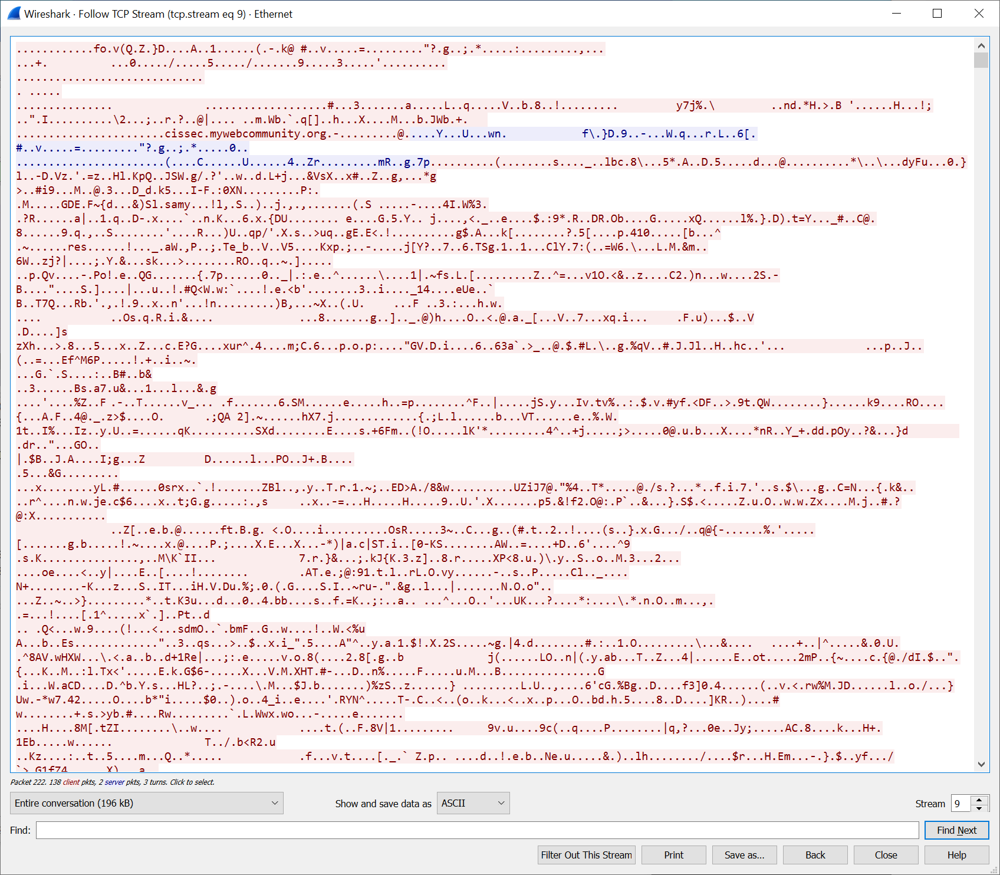 Wireshark · Follow TCP Stream (tcp.stream eq 9) · Ethernet
............fo.v(Q.Z.}D....A..1......(.-.k@ #..v.....=........."?.g..;.*.....:.........,...
...+. ...0...../.....5...../.......9.....3.....'..........
.............................
. .....
............... ...................#...3.......a.....L..q.....V..b.8..!......... y7j%.\ ..nd.*H.>.B '......H...!;
..".I..........\2...;..r.?..@|.... ..m.Wb.`.q[]..h...X....M...b.JWb.+.
.......................cissec.mywebcommunity.org.-.........@.....Y...U...wn. f\.}D.9..-...W.q...r.L..6[.
#..v.....=........."?.g..;.*.....0..
.......................(....C......U......4..Zr.........mR..g.7p..........(........s...._..lbc.8\...5*.A..D.5.....d...@..........*\..\...dyFu...0.}
l..-D.Vz.'.=z..Hl.KpQ..JSW.g/.?'..w..d.L+j...&VsX..x#..Z..g,...*g
>..#i9...M..@.3...D_d.k5...I-F.:0XN.........P:.
.M.....GDE.F~{d...&)Sl.samy...!l,.S..)..j.,.,.......(.S .....-....4I.W%3.
.?R......a|..1.q..D-.x....`..n.K...6.x.{DU........ e....G.5.Y.. j....,<._..e....$.:9*.R..DR.Ob....G.....xQ......l%.}.D).t=Y..._#..C@.
8......9.q.,..S........'....R...)U..qp/'.X.s..>uq..gE.E<.!..........g$.A...k[........?.5[....p.410.....[b...^
.~......res......!..._.aW.,P..;.Te_b..V..V5....Kxp.;..-.....j[Y?..7..6.TSg.1..1...ClY.7:(..=W6.\...L.M.&m..
6W..zj?|....;.Y.&...sk...>........RO..q..~.].....
..p.Qv....-.Po!.e..QG.......{.7p......0.._|.:.e..^......\....1|.~fs.L.[.........Z..^=...v1O.<&..z....C2.)n...w....2S.-
B...."....S.]....|...u..!.#Q<W.w:`....!.e.<b'........3..i...._14....eUe..`
B..T7Q...Rb.'.,.!.9..x..n'...!n.........)B,...~X..(.U. ...F ..3.:...h.w.
.... ..Os.q.R.i.&.... ...8.......g..].._.@)h....O..<.@.a._[...V..7...xq.i... .F.u)...$..V
.D....]s
zXh...>.8...5...x..Z...c.E?G....xur^.4....m;C.6...p.o.p:...."GV.D.i....6..63a`.>_..@.$.#L.\..g.%qV..#.J.Jl..H..hc..'... ...p..J..
(..=...Ef^M6P.....!.+..i..~.
...G.`.S....:..B#..b&
..3......Bs.a7.u&...1...l...&.g
....'....%Z..F .-..T......v_... .f.......6.SM......e.....h..=p........^F..|.....jS.y...Iv.tv%..:.$.v.#yf.<DF..>.9t.QW........}......k9....RO....
{...A.F..4@._.z>$....O. .;QA 2].~......hX7.j.............{.;L.l......b...VT......e..%.W.
1t..I%...Iz..y.U..=......qK..........SXd........E....s.+6Fm..(!O.....lK'*.........4^..+j.....;>.....0@.u.b...X....*nR..Y_+.dd.pOy..?&...}d
.dr.."...GO..
|.$B..J.A....I;g...Z D......l...PO..J+.B....
.5...&G.........
...x........yL.#......0srx..`.!.......ZBl..,.y..T.r.1.~;..ED>A./8&w..........UZiJ7@."%4..T*.....@./s.?...*..f.i.7.'..s.$\...g..C=N...{.k&..
..r^....n.w.je.c$6....x..t;G.g.....:.,s ..x..-=...H.....H.....9..U.'.X.......p5.&!f2.O@:.P`..&...}.S$.<.....Z.u.O..w.w.Zx....M.j..#.?
@:X...........
..Z[..e.b.@......ft.B.g. <.O....i..........OsR.....3~..C...g..(#.t..2..!....(s..}.x.G.../..q@{-......%.'.....
[.......g.b.....!.~....x.@....P.;....X.E...X...-*)|a.c|ST.i..[0-KS........AW..=....+D..6'....^9
.s.K...............,..M\K`II... 7.r.}&...;.kJ{K.3.z]..8.r.....XP<8.u.)\.y..S..o..M.3...2...
....oe....<..y|....E..[....!........ .AT.e.;@:91.t.l..rL.O.vy......-..s..P.....Cl.._....
N+........-K...z...S..IT...iH.V.Du.%;.0.(.G....S.I..~ru-.".&g..l...|.......N.O.o"..
...Z..~..>}.........*..t.K3u...d...0..4.bb....s..f.=K..;:..a.. ...^...O..'...UK...?....*:....\.*.n.O..m...,.
.=...!....[.1^.....x`.]..Pt..d
.. .Q<...w.9....(!...<...sdmO..`.bmF..G..w....!..W.<%u
A...b..Es............."..3..qs...>..$..x.i_".5....A"^..y.a.1.$!.X.2S.....~g.|4.d........#.:..1.O.........\...&.... ....+..|^.....&.0.U.
.^8AV.wHXW...\.<.a..b..d+1Re|...;:.e.....v.o.8(....2.8[.g..b j(......LO..n|(.y.ab...T..Z...4|......E..ot.....2mP..{~....c.{@./dI.$..".
{...K..M..:l.Tx<'.....E.k.G$6-.....X...V.M.XHT.#-...D..n%.....F.....u.M...B...............G
.i...W.aCD....D.^b.Y.s...HL?..;.-....\.M...$J.b.......)%zS..z......} .........L.U..,....6'cG.%Bg..D....f3]0.4......(..v.<.rw%M.JD......l..o./...}
Uw.-*w7.42.....O....b*"i.....$0..).o..4_i..e....'.RYN^.....T-.C..<..(o..k...<..x..p...O..bd.h.5....8..D....]KR..)....#
w........+.s.>yb.#....Rw.........`.L.Wwx.wo...-.....e.......
....H....8M[.tZI........\..w.... ....t.(..F.8V|1......... 9v.u....9c(..q....P........|q,?...0e..Jy;.....AC.8....k...H+.
1Eb.....w...... T../.b<R2.u
..Kz....:..t..5....m...Q..*..... .f...v.t....[._.` Z.p.. ....d..!.e.b..Ne.u.....&.)..lh......../....$r...H.Em...-.}.$..yf.../
`>.G1fZ4......X)...a..
Packet 222. 138 client pkts, 2 server pkts, 3 turns. Click to select.
Entire conversation (196 kB) Show and save data as ASCII Stream 9
Find: Find Next
Filter Out This Stream Print Save as... Back Close Help